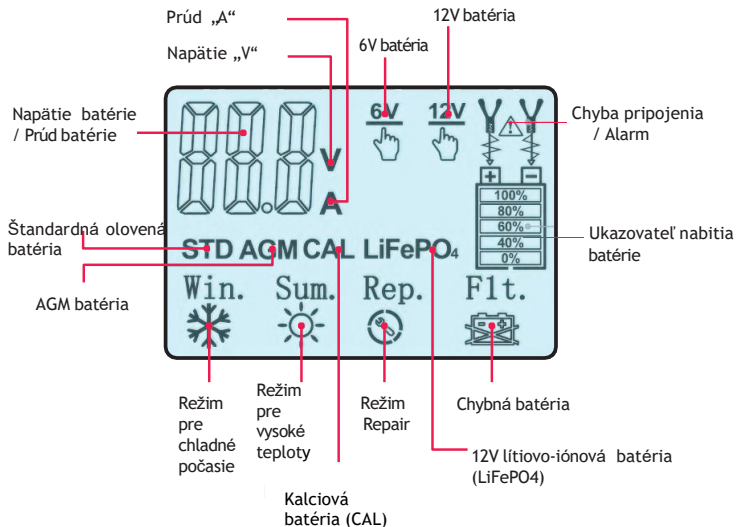 Prúd „A“
12V batéria
6V batéria
Napätie „V“
Napätie batérie
/ Prúd batérie
Chyba pripojenia
/ Alarm
88.8
V
A
6V
12V
+
-
100%
80%
60%
40%
0%
Ukazovateľ nabitia
batérie
Štandardná olovená
batéria
STD AGM CAL LiFePO₄
AGM batéria
Win. Sum. Rep. Flt.
Režim
pre
chladné
počasie
Režim
pre
vysoké
teploty
Režim
Repair
Chybná batéria
12V lítiovo-iónová batéria
(LiFePO4)
Kalciová
batéria (CAL)